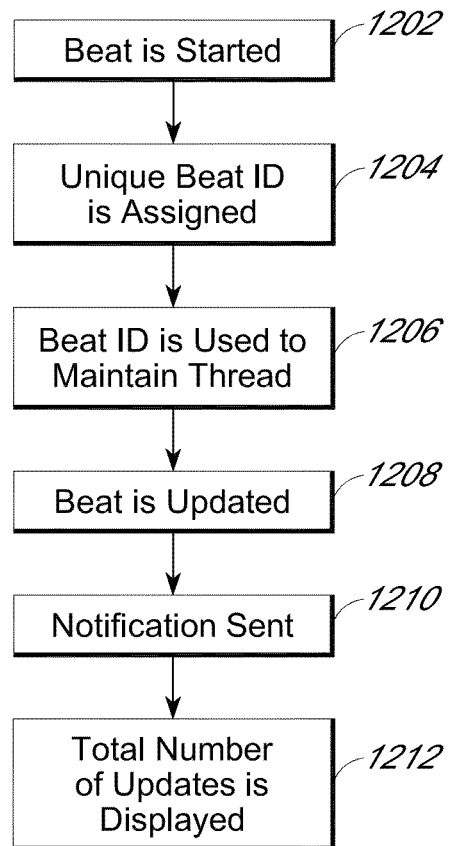 1202
Beat is Started
1204
Unique Beat ID
is Assigned
1206
Beat ID is Used to
Maintain Thread
1208
Beat is Updated
1210
Notification Sent
1212
Total Number
of Updates is
Displayed